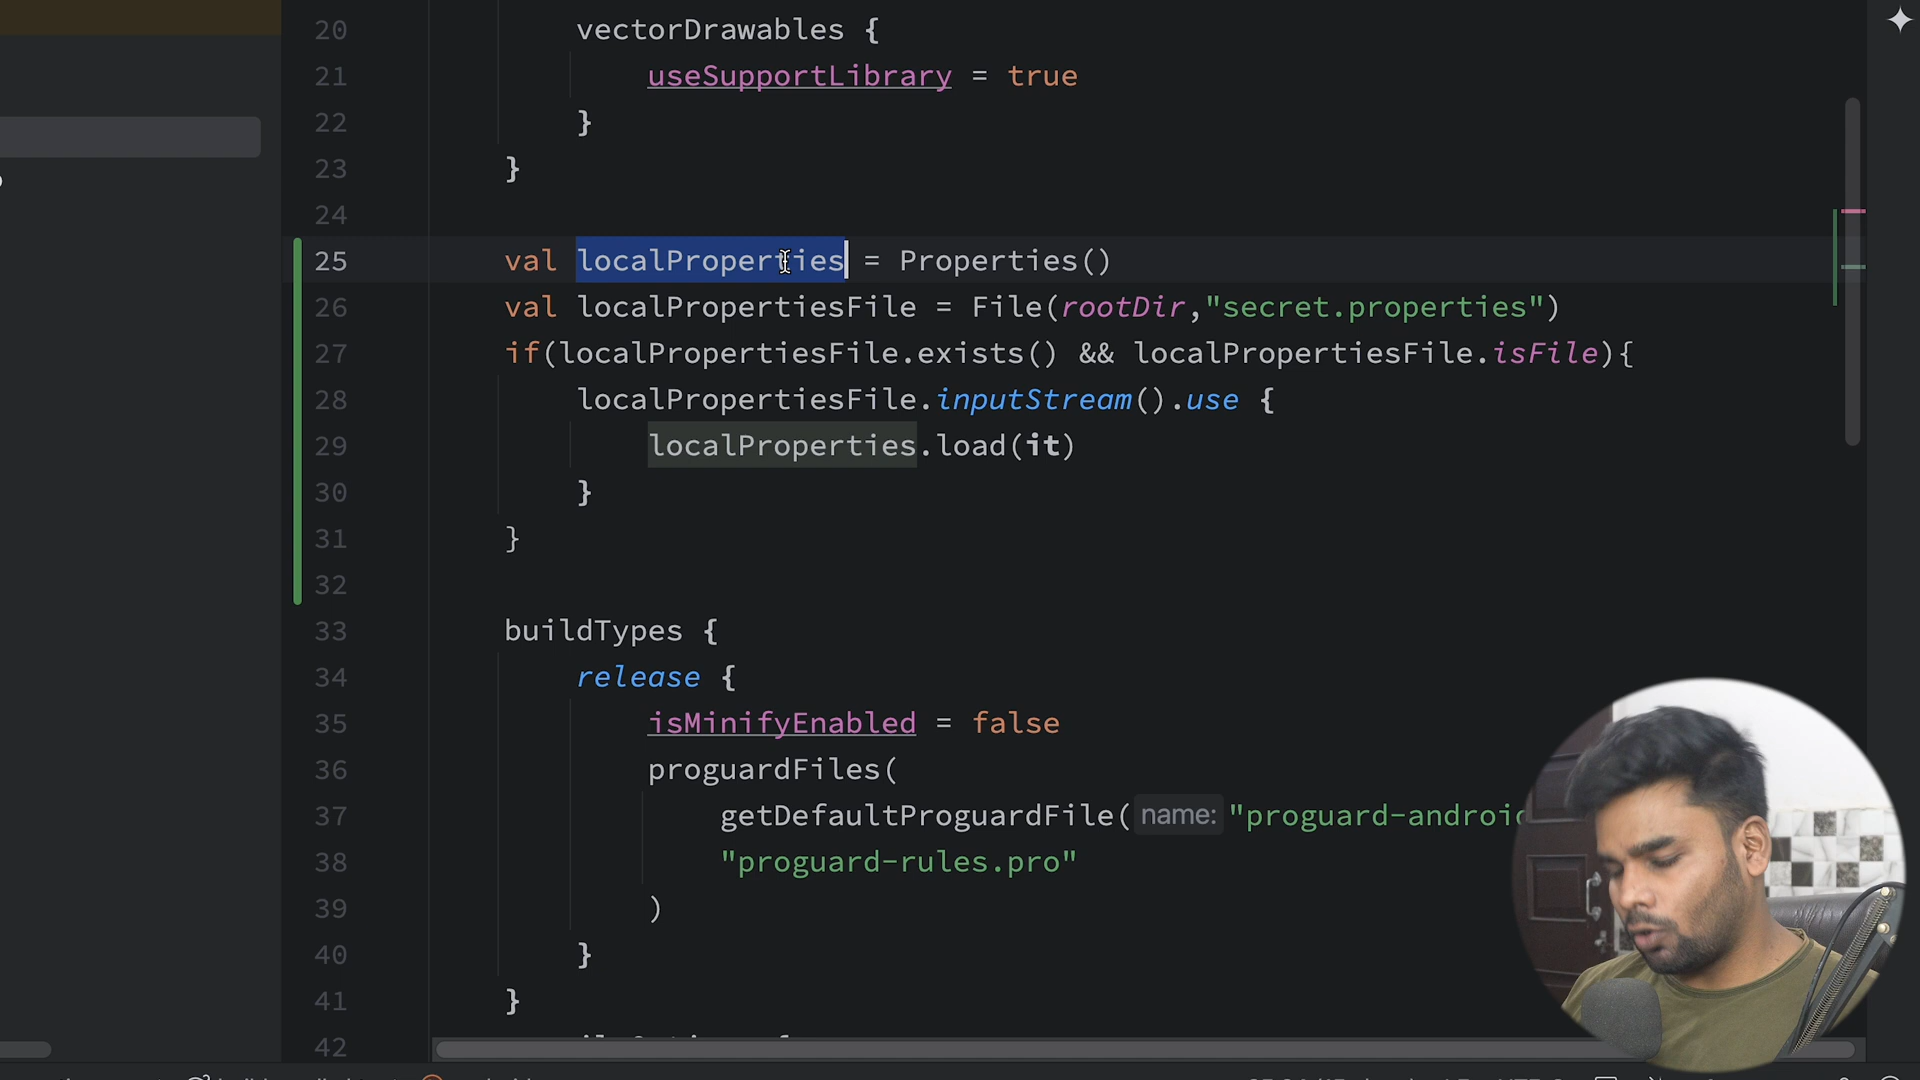 20 vectorDrawables {
21 useSupportLibrary = true
22 }
23 }
24
25 val localProperties = Properties()
26 val localPropertiesFile = File(rootDir,"secret.properties")
27 if(localPropertiesFile.exists() && localPropertiesFile.isFile){
28 localPropertiesFile.inputStream().use {
29 localProperties.load(it)
30 }
31 }
32
33 buildTypes {
34 release {
35 isMinifyEnabled = false
36 proguardFiles(
37 getDefaultProguardFile( name: "proguard-android
38 "proguard-rules.pro"
39 )
40 }
41 }
42